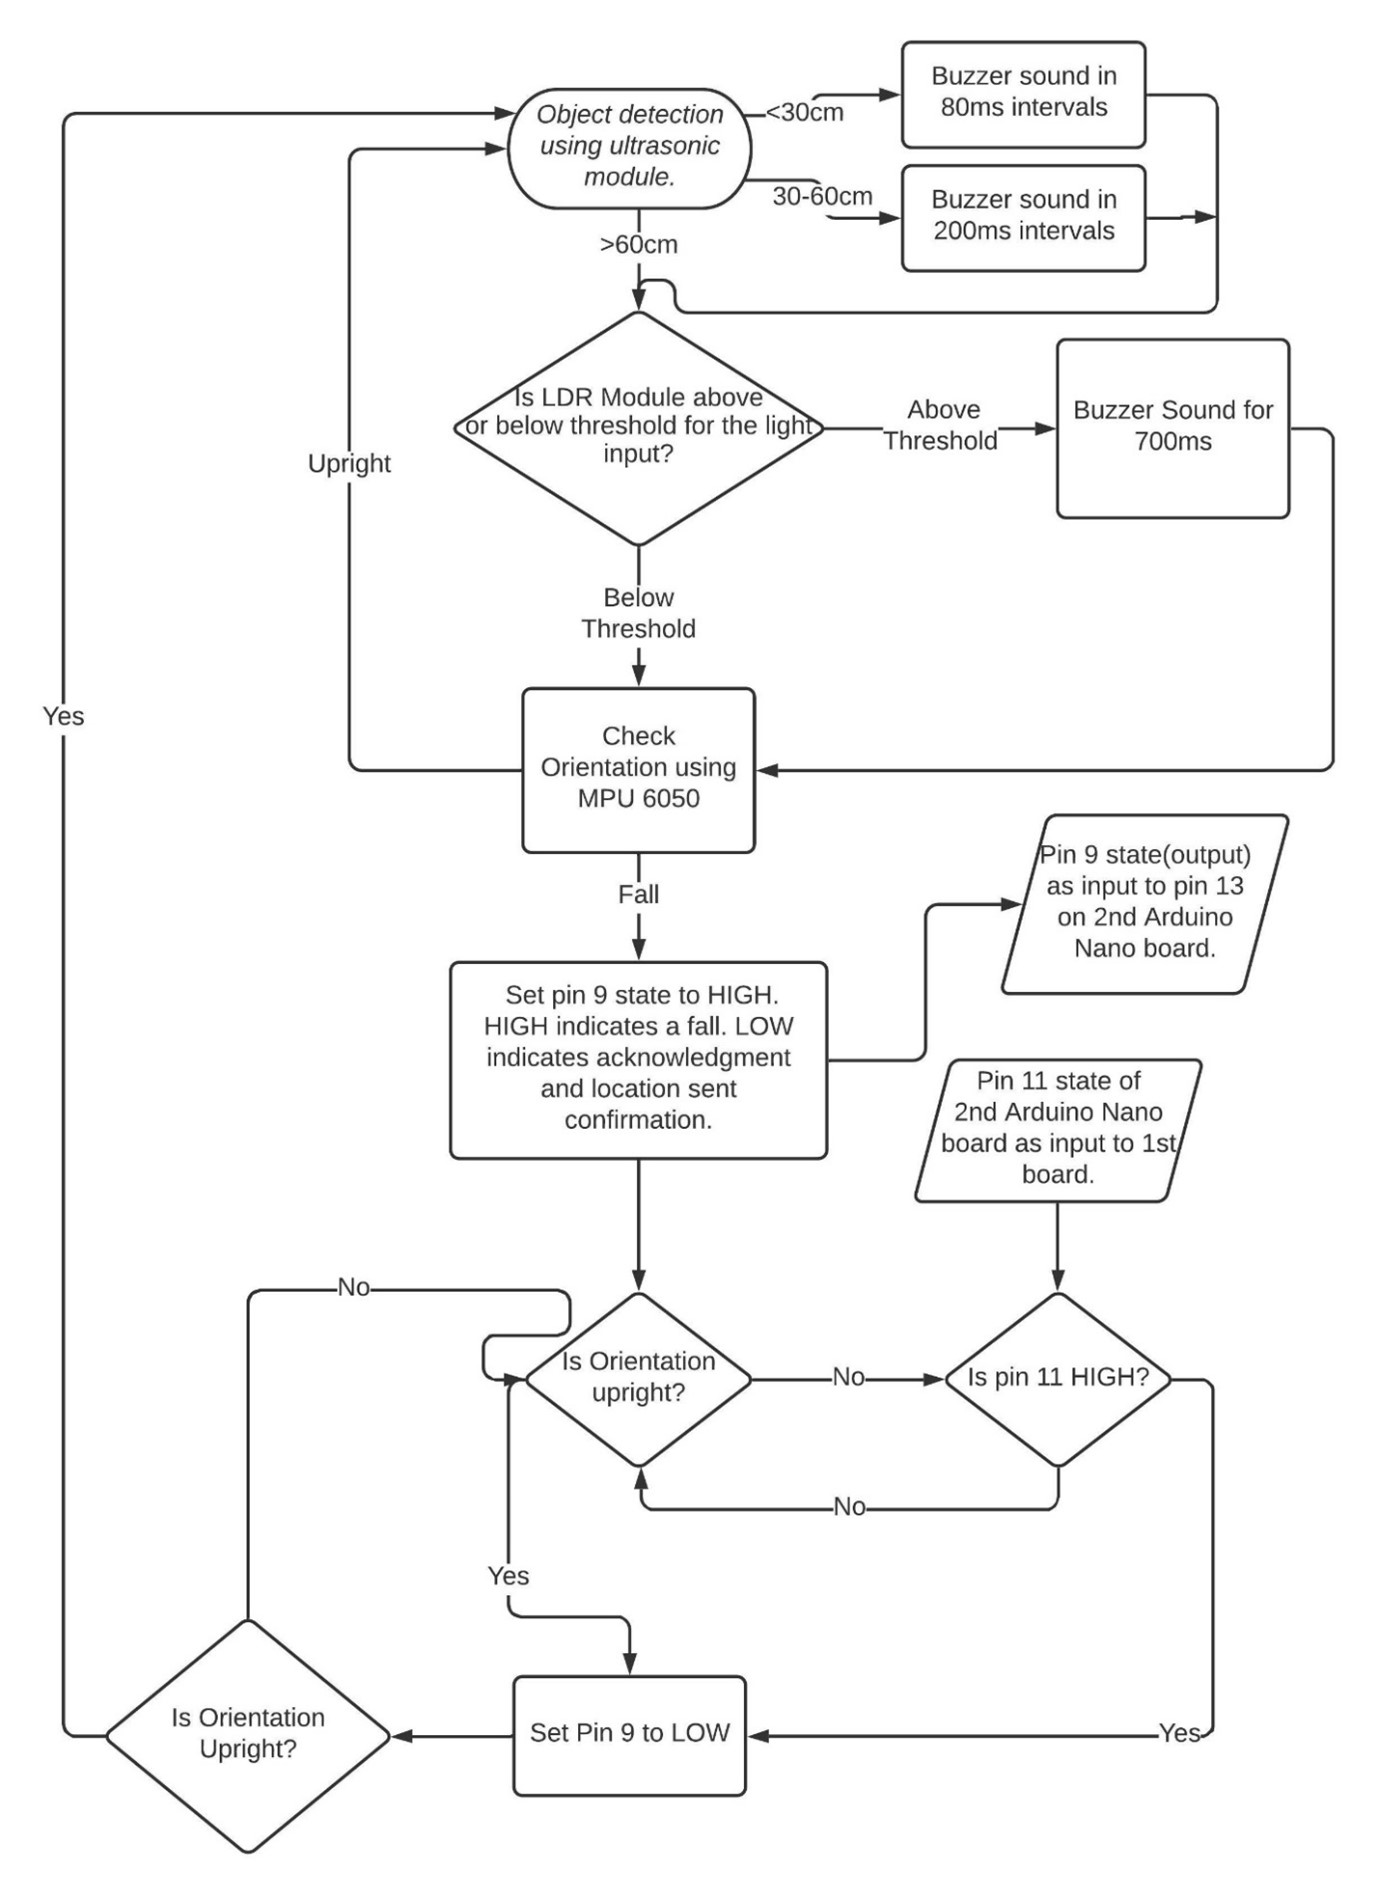 Object detection
using ultrasonic
module.
<30cm
Buzzer sound in
80ms intervals
30-60cm
Buzzer sound in
200ms intervals
>60cm
Is LDR Module above
or below threshold for the light
input?
Above
Threshold
Buzzer Sound for
700ms
Upright
Below
Threshold
Yes
Check
Orientation using
MPU 6050
Fall
Pin 9 state(output)
as input to pin 13
on 2nd Arduino
Nano board.
Set pin 9 state to HIGH.
HIGH indicates a fall. LOW
indicates acknowledgment
and location sent
confirmation.
Pin 11 state of
2nd Arduino Nano
board as input to 1st
board.
No
Is Orientation
upright?
No
Is pin 11 HIGH?
No
Yes
Is Orientation
Upright?
Set Pin 9 to LOW
Yes